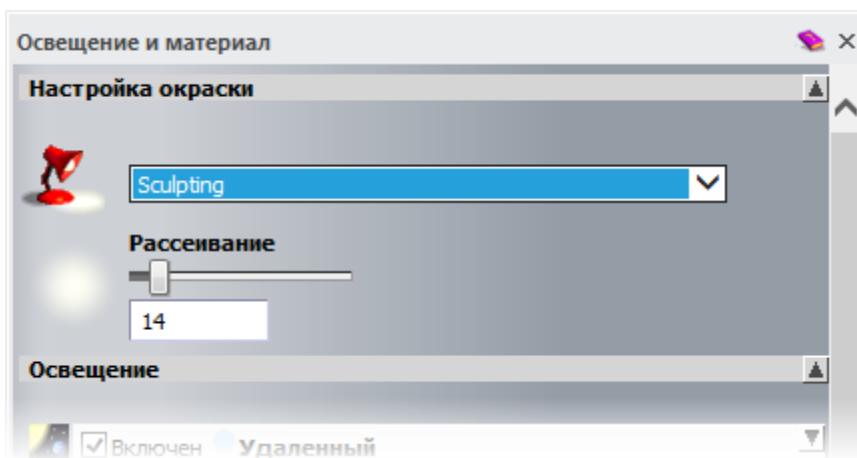 Освещение и материал
Настройка окраски
Sculpting
Рассеивание
14
Освещение
Включен Удаленный